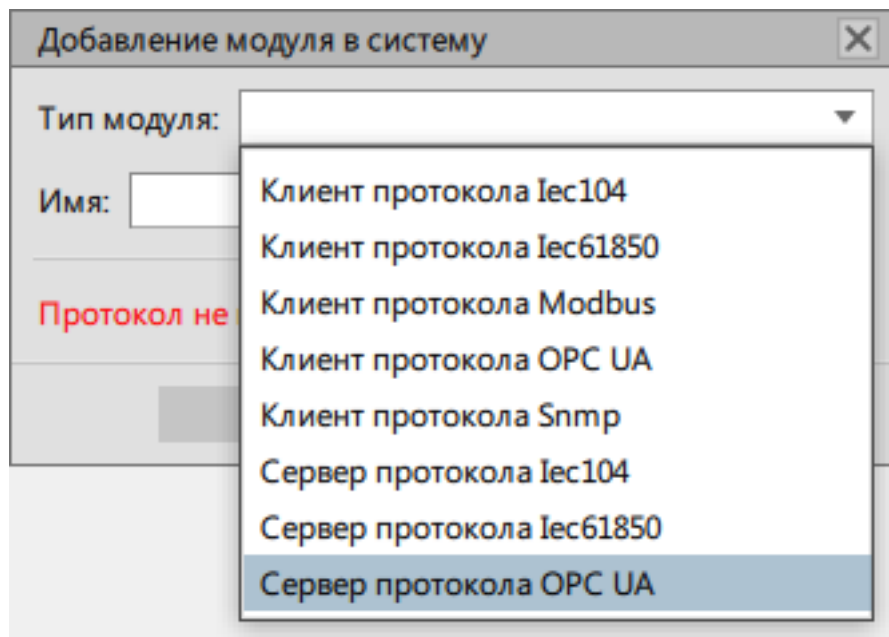 Добавление модуля в систему
Тип модуля:
Имя:
Протокол не
Клиент протокола Iec104
Клиент протокола Iec61850
Клиент протокола Modbus
Клиент протокола OPC UA
Клиент протокола Snmp
Сервер протокола Iec104
Сервер протокола Iec61850
Сервер протокола OPC UA